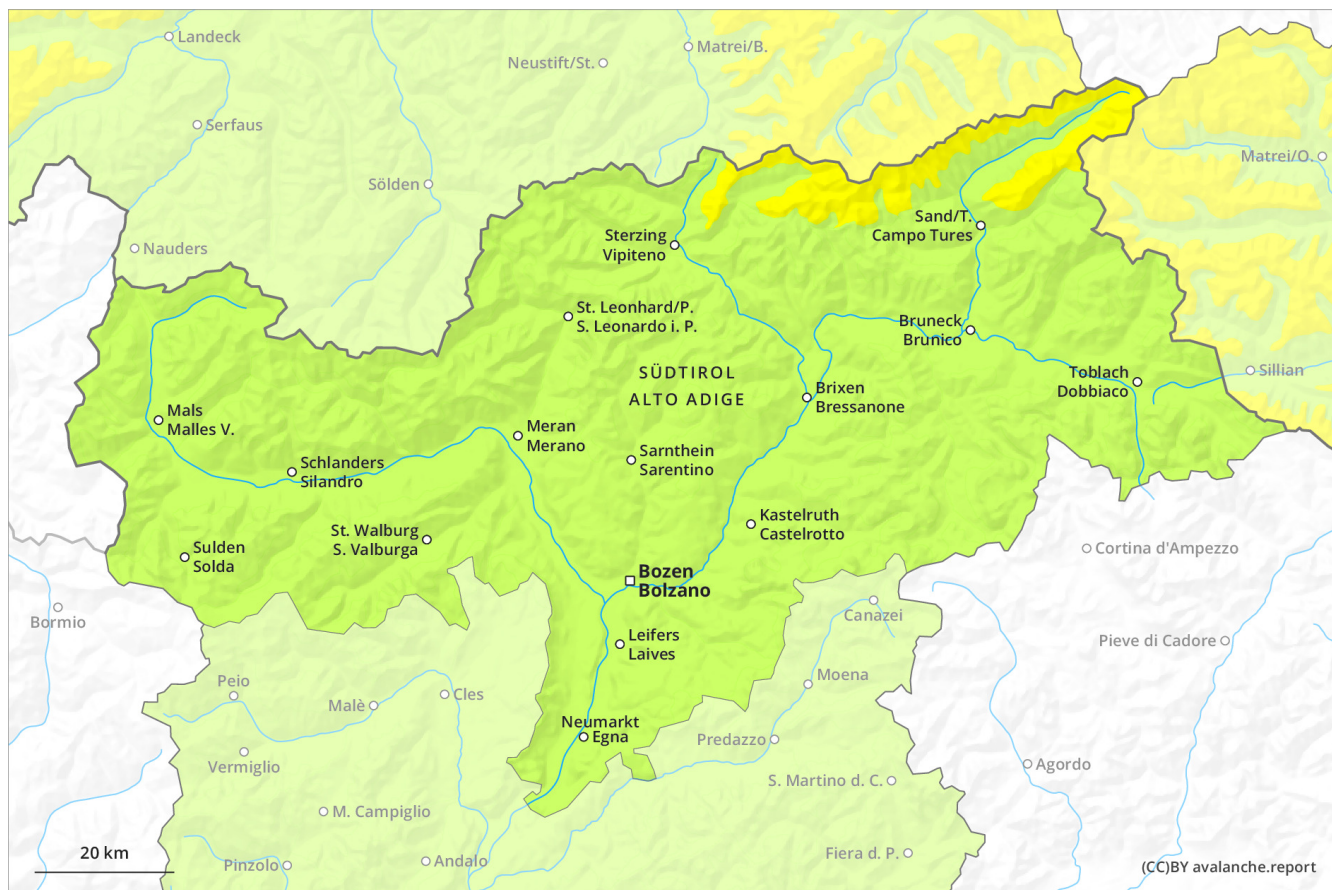 Landeck
Matrei/B.
Neustift/St.
Serfaus
Matrei/O.
Sölden
Sand/T.
Campo Tures
Sterzing
Vipiteno
Nauders
St. Leonhard/P.
S. Leonardo i. P.
Bruneck
Brunico
SÜDTIROL
ALTO ADIGE
Toblach
Dobbiaco
Sillian
Brixen
Bressanone
Mals
Malles V.
Meran
Merano
Sarnthein
Sarentino
Schlanders
Silandro
Kastelruth
Castelrotto
St. Walburg
S. Valburga
Sulden
Solda
Cortina d'Ampezzo
Bozen
Bolzano
Bormio
Canazei
Leifers
Laives
Pieve di Cadore
Peio
Moena
Malè
Cles
Neumarkt
Egna
Predazzo
Vermiglio
Agordo
S. Martino d. C.
M. Campiglio
20 km
Pinzolo
Andalo
Fiera d. P.
(CC)BY avalanche.report